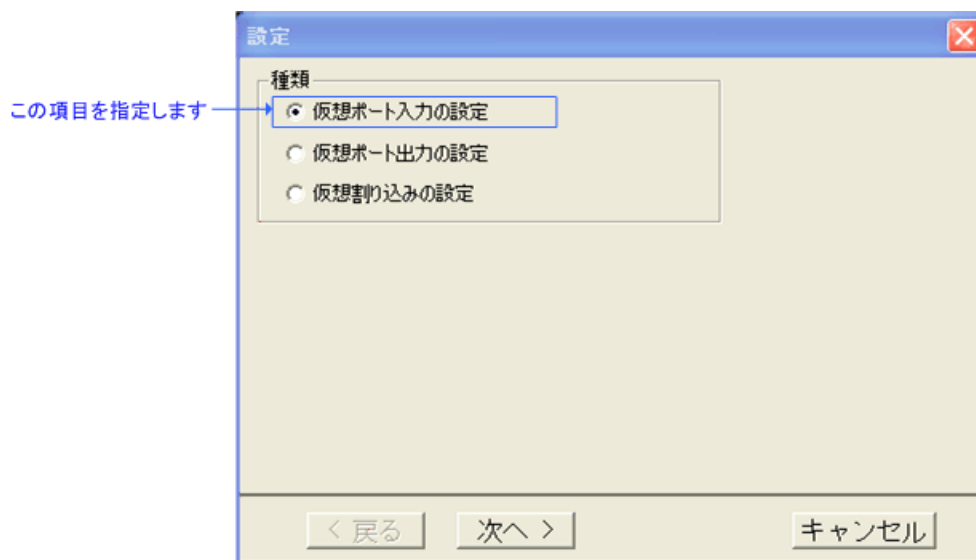 設定
種類
この項目を指定します
仮想ポート入力の設定
仮想ポート出力の設定
仮想割り込みの設定
< 戻る
次へ >
キャンセル